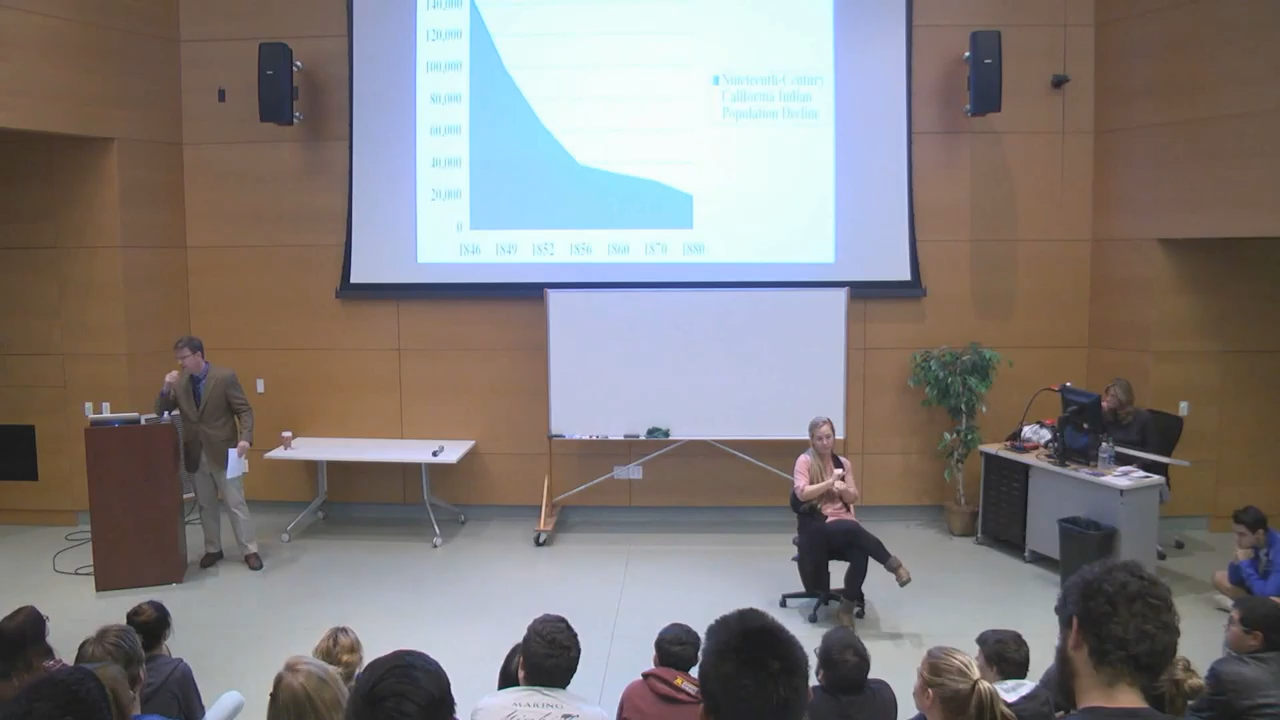 140,000
120,000
100,000
80,000
60,000
40,000
20,000
0
1846 1849 1852 1856 1860 1870 1880
Nineteenth-Century
California Indian
Population Decline
MAKING